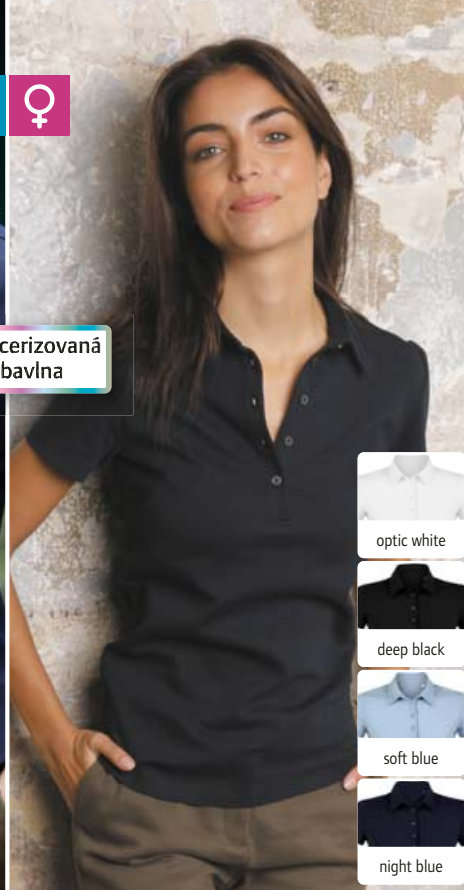 cerizovaná
bavlna
optic white
deep black
soft blue
night blue